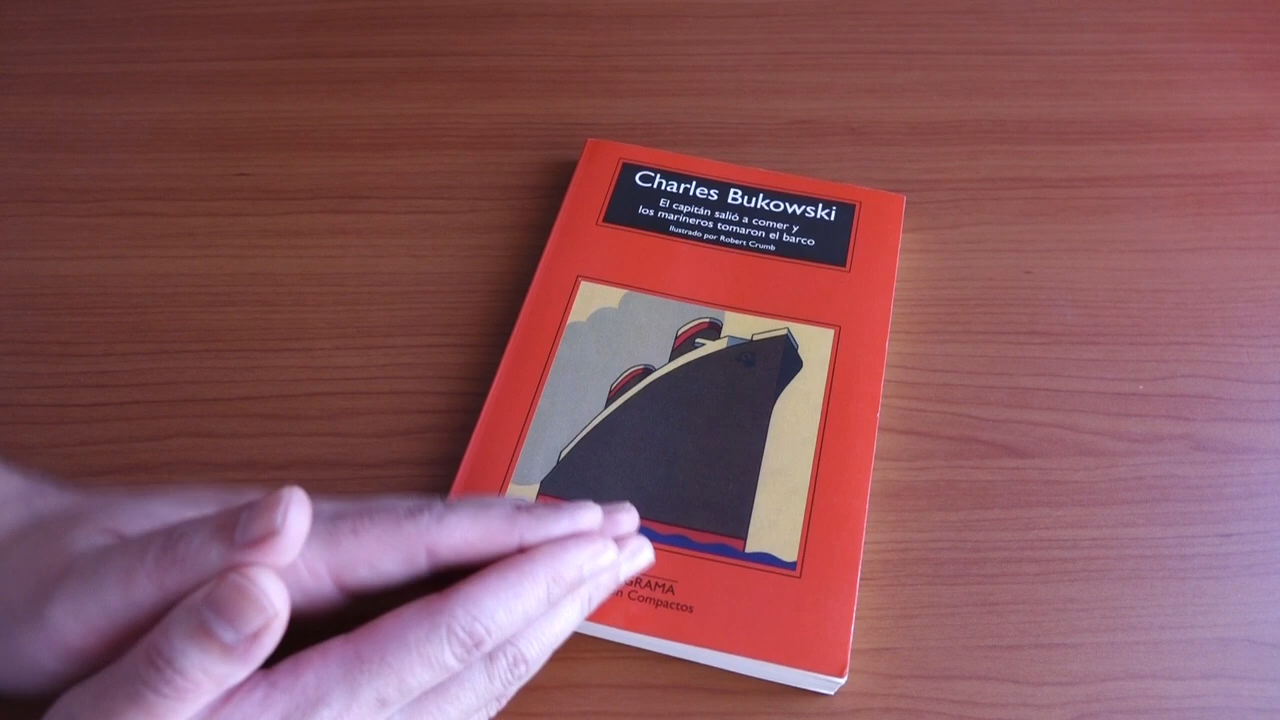 Charles Bukowski
El capitán salió a comer y
los marineros tomaron el barco
Ilustrado por Robert Crumb
Compactos